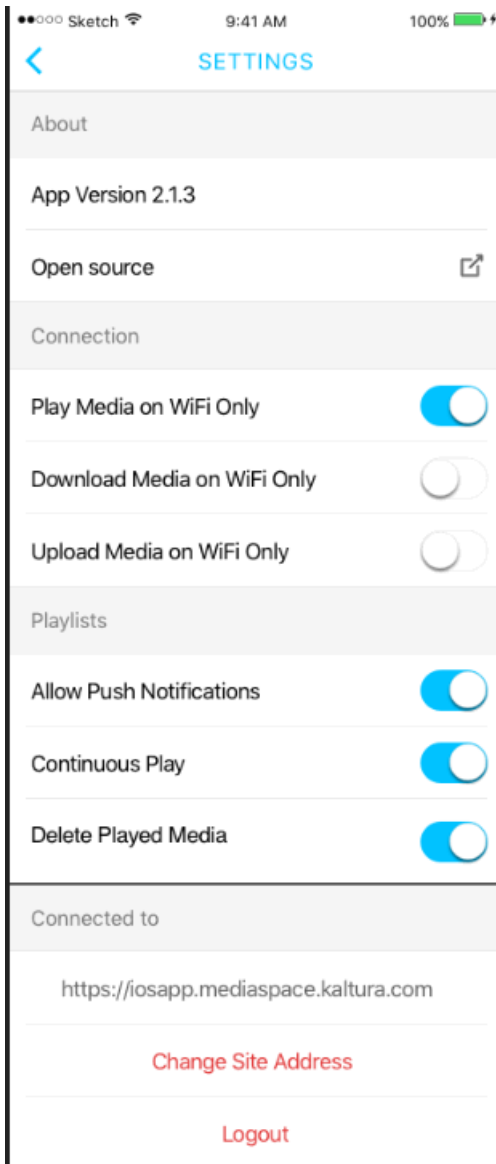 Sketch 9:41 AM 100%
SETTINGS
About
App Version 2.1.3
Open source
Connection
Play Media on WiFi Only
Download Media on WiFi Only
Upload Media on WiFi Only
Playlists
Allow Push Notifications
Continuous Play
Delete Played Media
Connected to
https://iosapp.mediaspace.kaltura.com
Change Site Address
Logout